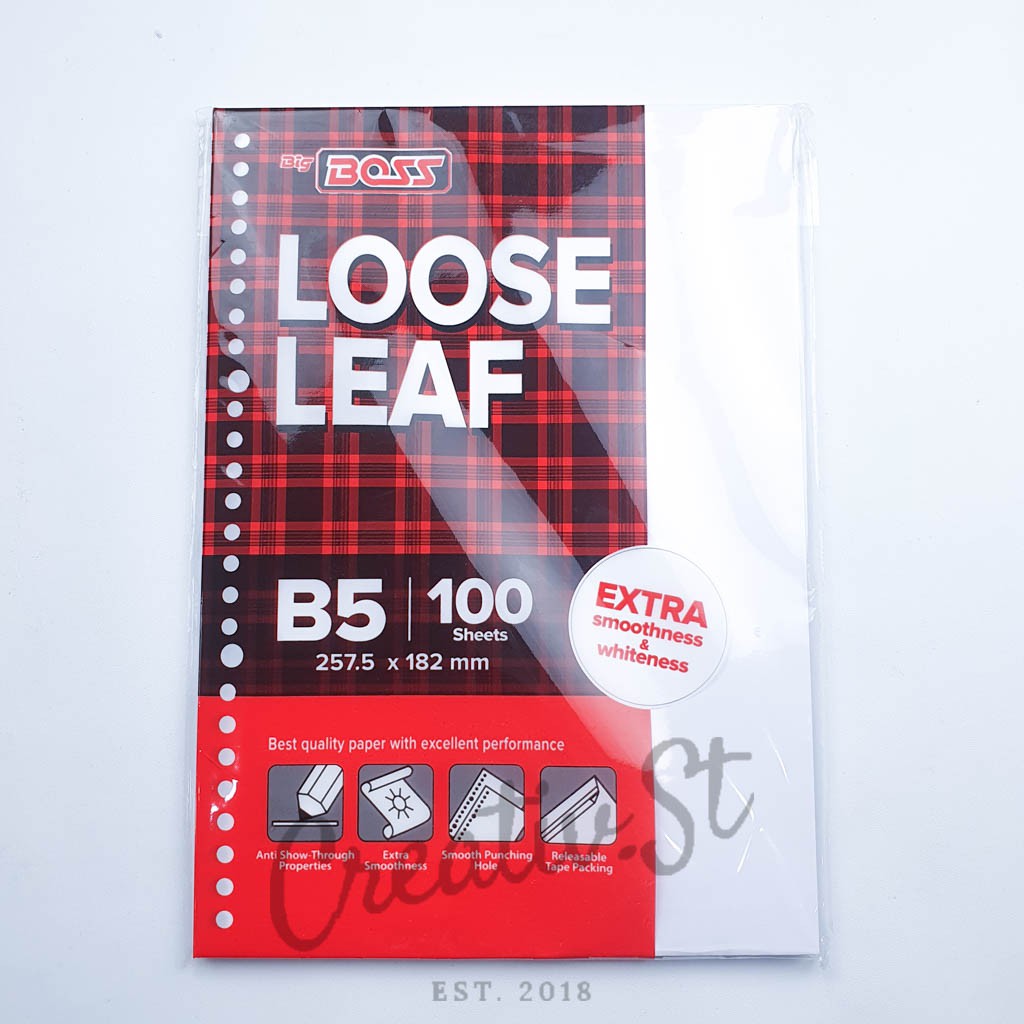 Big BOSS
LOOSE
LEAF
B5 100
Sheets
257.5 x 182 mm
EXTRA
smoothness
&
whiteness
Best quality paper with excellent performance
Anti Show-Through
Properties
Extra
Smoothness
Smooth Punching
Hole
Releasable
Tape Packing
Creativ.St
EST. 2018